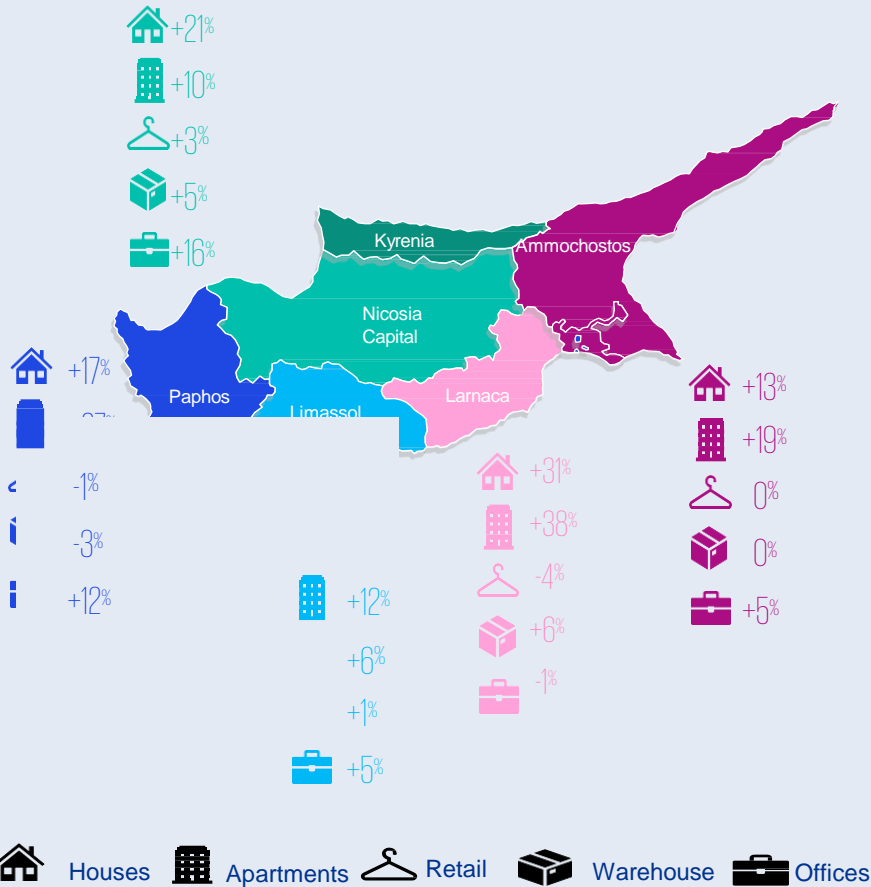 +21%
+10%
+3%
+5%
+16%
Kyrenia
Ammochostos
Nicosia
Capital
Paphos
Limassol
Larnaca
+17%
-1%
-3%
+12%
+12%
+6%
+1%
+5%
+31%
+38%
-4%
+6%
-1%
+13%
+19%
0%
0%
+5%
Houses Apartments Retail Warehouse Offices